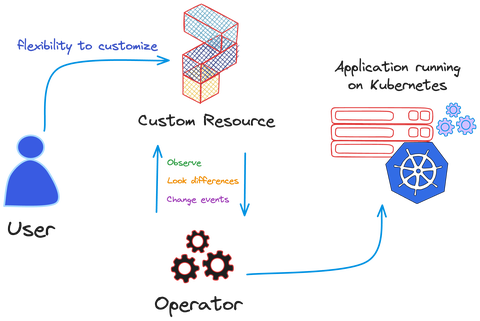 flexibility to customize
Custom Resource
Application running
on Kubernetes
Observe
Look differences
Change events
User
Operator